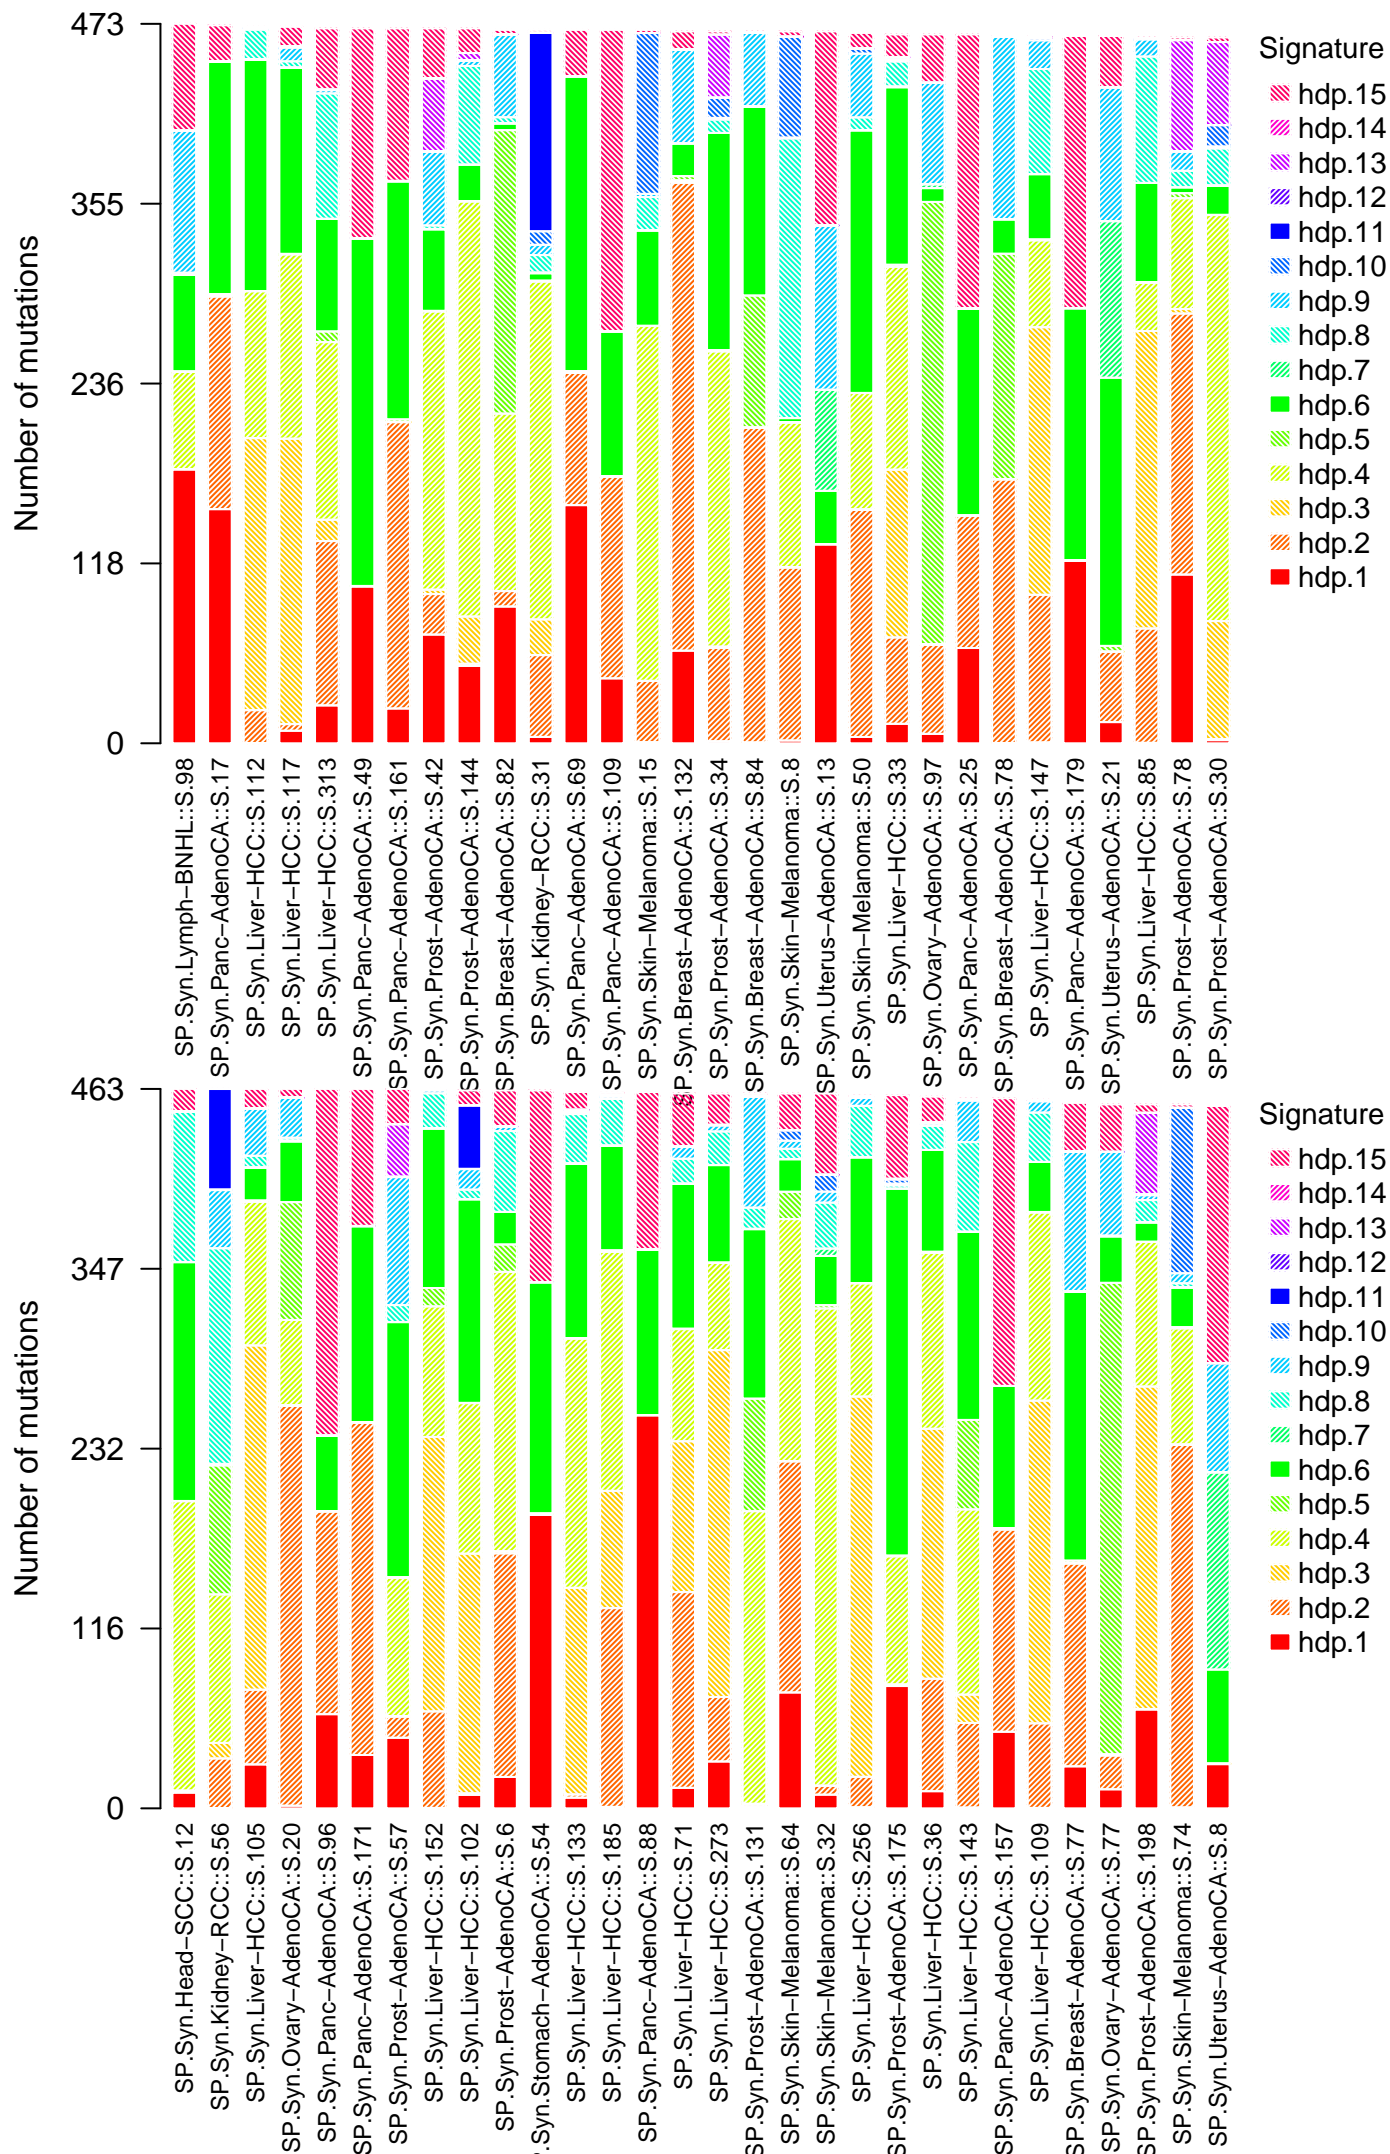 Number of mutations
473
355
236
118
0
Signature
hdp.15
hdp.14
hdp.13
hdp.12
hdp.11
hdp.10
hdp.9
hdp.8
hdp.7
hdp.6
hdp.5
hdp.4
hdp.3
hdp.2
hdp.1
SP.Syn.Lymph−BNHL::S.98
SP.Syn.Panc−AdenoCA::S.17
SP.Syn.Liver−HCC::S.112
SP.Syn.Liver−HCC::S.117
SP.Syn.Liver−HCC::S.313
SP.Syn.Panc−AdenoCA::S.49
SP.Syn.Panc−AdenoCA::S.161
SP.Syn.Prost−AdenoCA::S.42
SP.Syn.Prost−AdenoCA::S.144
SP.Syn.Breast−AdenoCA::S.82
SP.Syn.Kidney−RCC::S.31
SP.Syn.Panc−AdenoCA::S.69
SP.Syn.Panc−AdenoCA::S.109
SP.Syn.Skin−Melanoma::S.15
SP.Syn.Breast−AdenoCA::S.132
SP.Syn.Prost−AdenoCA::S.34
SP.Syn.Breast−AdenoCA::S.84
SP.Syn.Skin−Melanoma::S.8
SP.Syn.Uterus−AdenoCA::S.13
SP.Syn.Skin−Melanoma::S.50
SP.Syn.Liver−HCC::S.33
SP.Syn.Ovary−AdenoCA::S.97
SP.Syn.Panc−AdenoCA::S.25
SP.Syn.Breast−AdenoCA::S.78
SP.Syn.Liver−HCC::S.147
SP.Syn.Panc−AdenoCA::S.179
SP.Syn.Uterus−AdenoCA::S.21
SP.Syn.Liver−HCC::S.85
SP.Syn.Prost−AdenoCA::S.78
SP.Syn.Prost−AdenoCA::S.30
Number of mutations
463
347
232
116
0
Signature
hdp.15
hdp.14
hdp.13
hdp.12
hdp.11
hdp.10
hdp.9
hdp.8
hdp.7
hdp.6
hdp.5
hdp.4
hdp.3
hdp.2
hdp.1
SP.Syn.Head−SCC::S.12
SP.Syn.Kidney−RCC::S.56
SP.Syn.Liver−HCC::S.105
SP.Syn.Ovary−AdenoCA::S.20
SP.Syn.Panc−AdenoCA::S.96
SP.Syn.Panc−AdenoCA::S.171
SP.Syn.Prost−AdenoCA::S.57
SP.Syn.Liver−HCC::S.152
SP.Syn.Liver−HCC::S.102
SP.Syn.Prost−AdenoCA::S.6
.Syn.Stomach−AdenoCA::S.54
SP.Syn.Liver−HCC::S.133
SP.Syn.Liver−HCC::S.185
SP.Syn.Panc−AdenoCA::S.88
SP.Syn.Liver−HCC::S.71
SP.Syn.Liver−HCC::S.273
SP.Syn.Prost−AdenoCA::S.131
SP.Syn.Skin−Melanoma::S.64
SP.Syn.Skin−Melanoma::S.32
SP.Syn.Liver−HCC::S.256
SP.Syn.Prost−AdenoCA::S.175
SP.Syn.Liver−HCC::S.36
SP.Syn.Liver−HCC::S.143
SP.Syn.Panc−AdenoCA::S.157
SP.Syn.Liver−HCC::S.109
SP.Syn.Breast−AdenoCA::S.77
SP.Syn.Ovary−AdenoCA::S.77
SP.Syn.Prost−AdenoCA::S.198
SP.Syn.Skin−Melanoma::S.74
SP.Syn.Uterus−AdenoCA::S.8